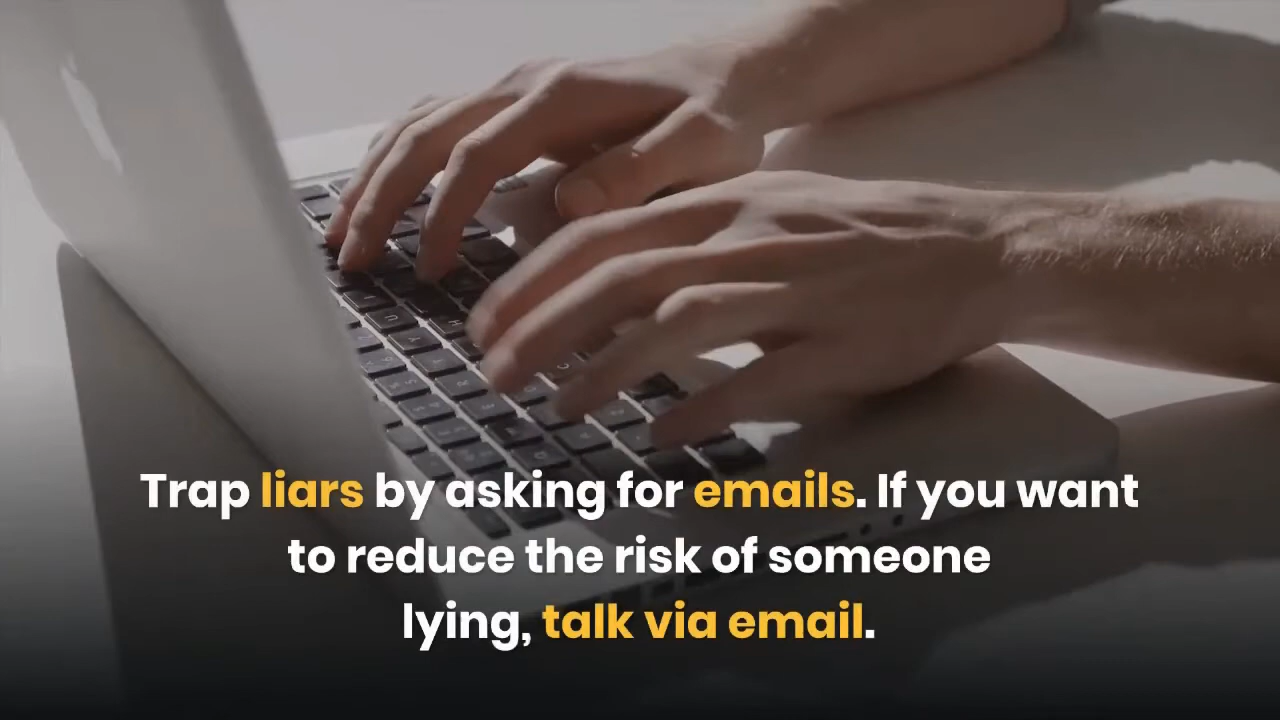 Trap liars by asking for emails. If you want
to reduce the risk of someone
lying, talk via email.